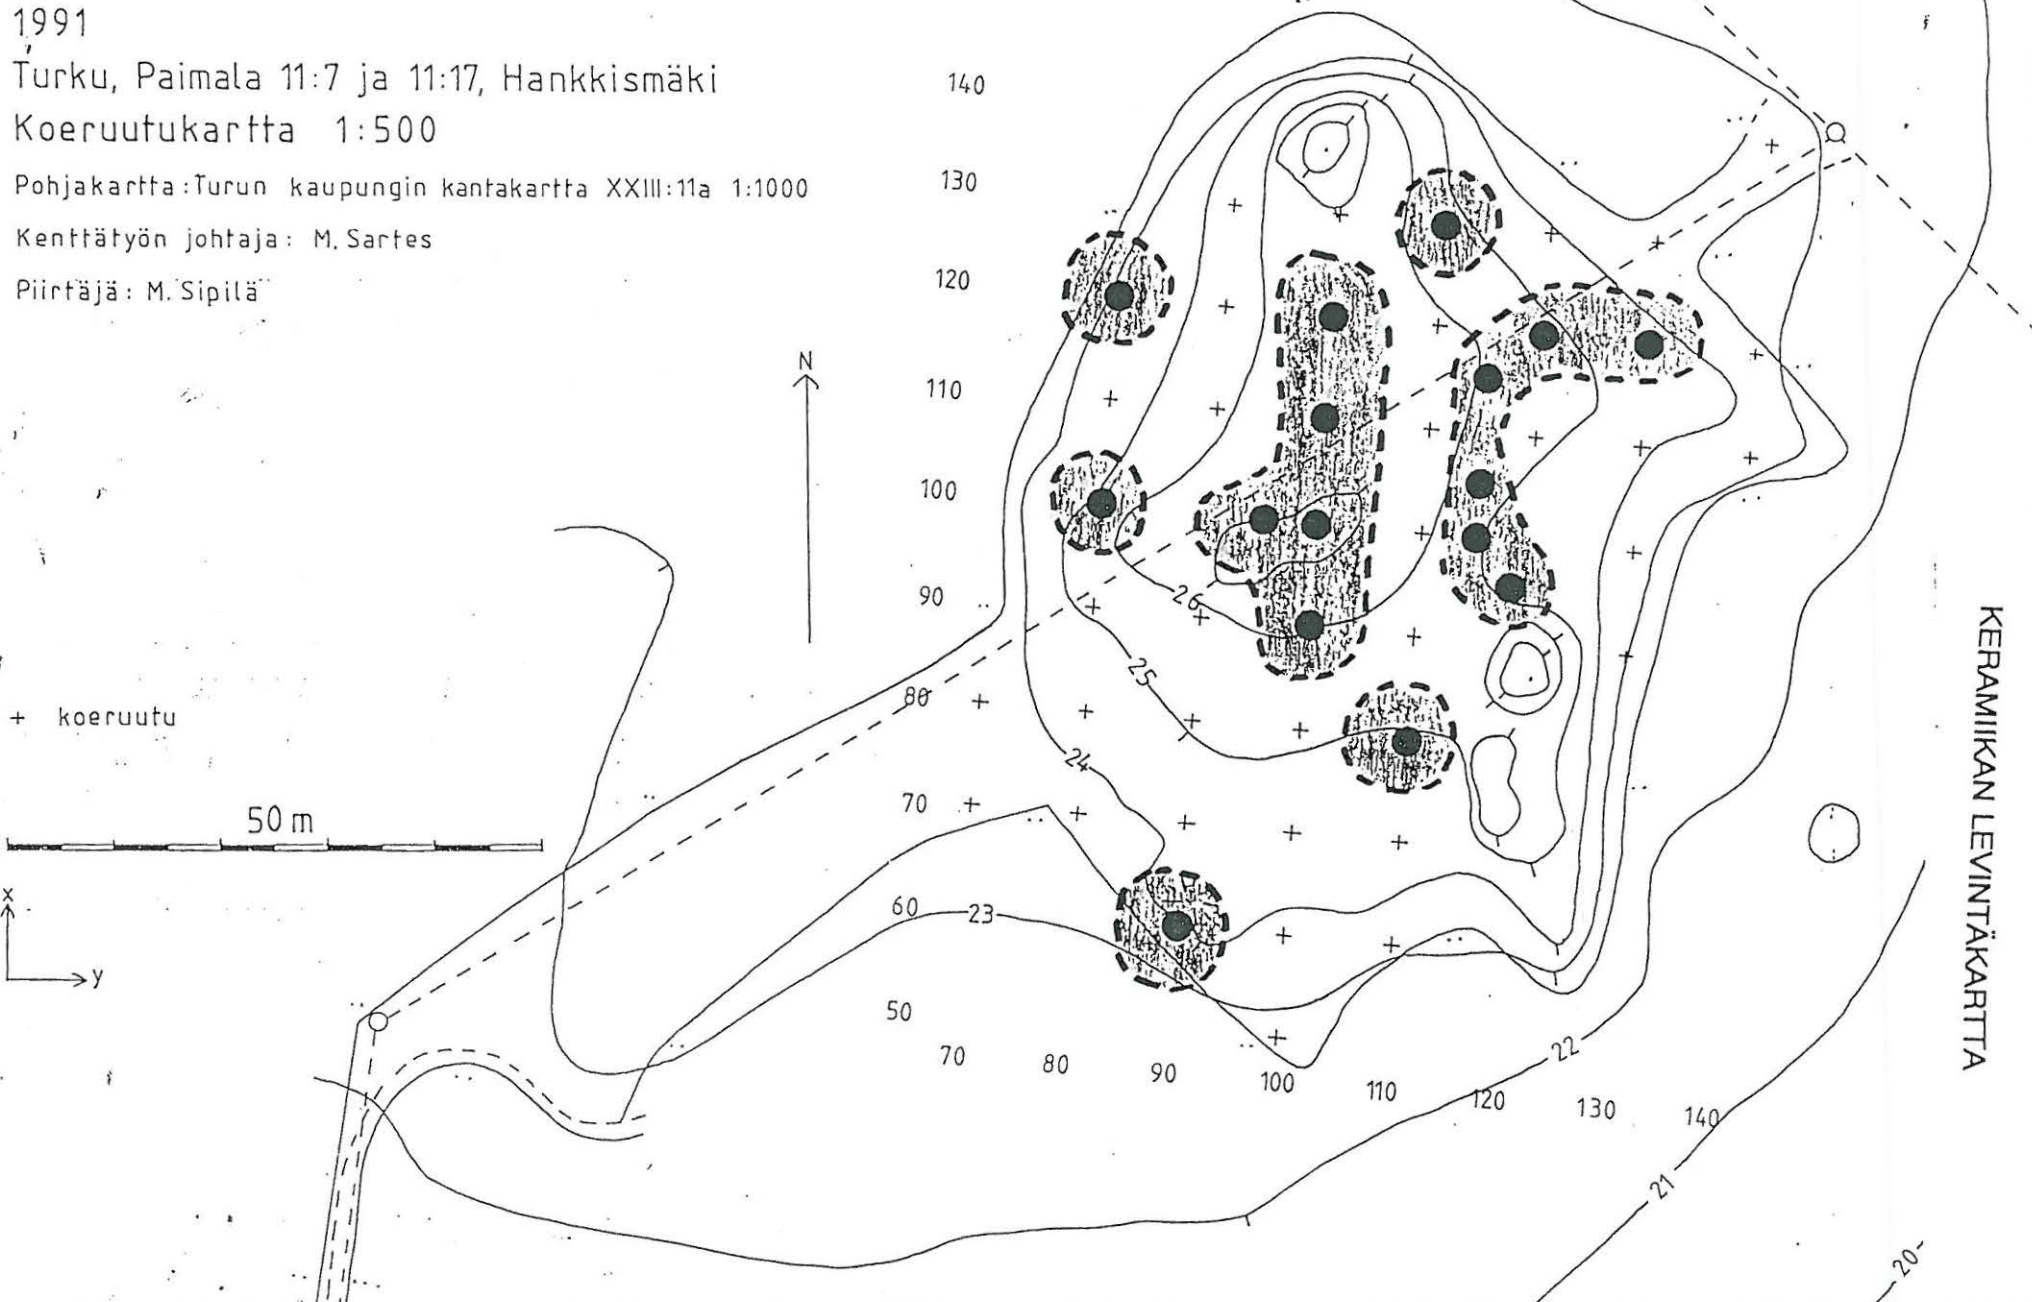 1991
Turku, Paimala 11:7 ja 11:17, Hankkismäki
Koeruutukartta 1:500
Pohjakartta: Turun kaupungin kantakartta XXIII:11a 1:1000
Kenttätyön johtaja: M. Sartes
Piirtäjä: M. Sipilä
140
130
120
N
110
100
90
26
25
80
+ koeruutu
24
70
50 m
x
y
60
23
50
70
80
90
100
110
120
130
140
22
21
20
KERAMIIKAN LEVINTÄKARTTA